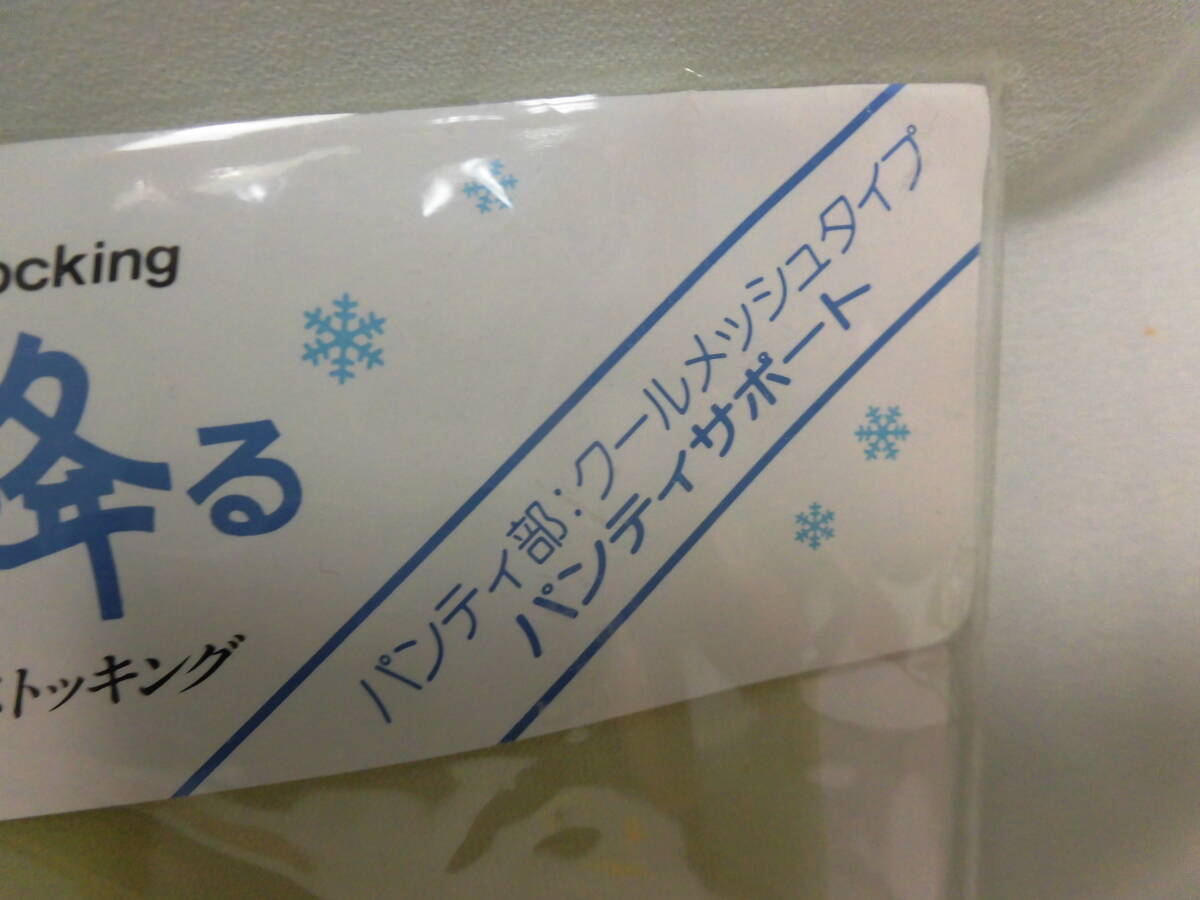 ocking
降る
ストッキング
パンティ部:クールメッシュタイプ
パンティサポート